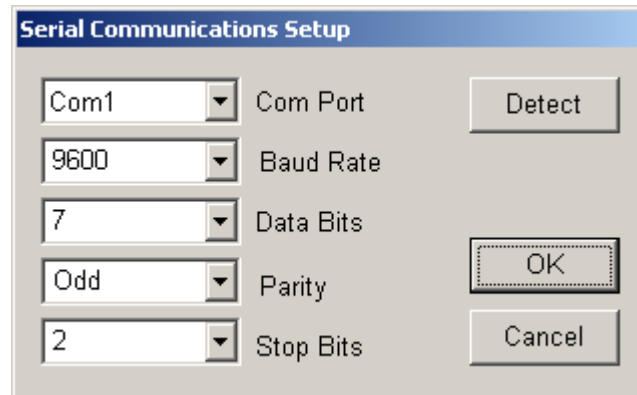 Serial Communications Setup
Com1 Com Port Detect
9600 Baud Rate
7 Data Bits
Odd Parity OK
2 Stop Bits Cancel